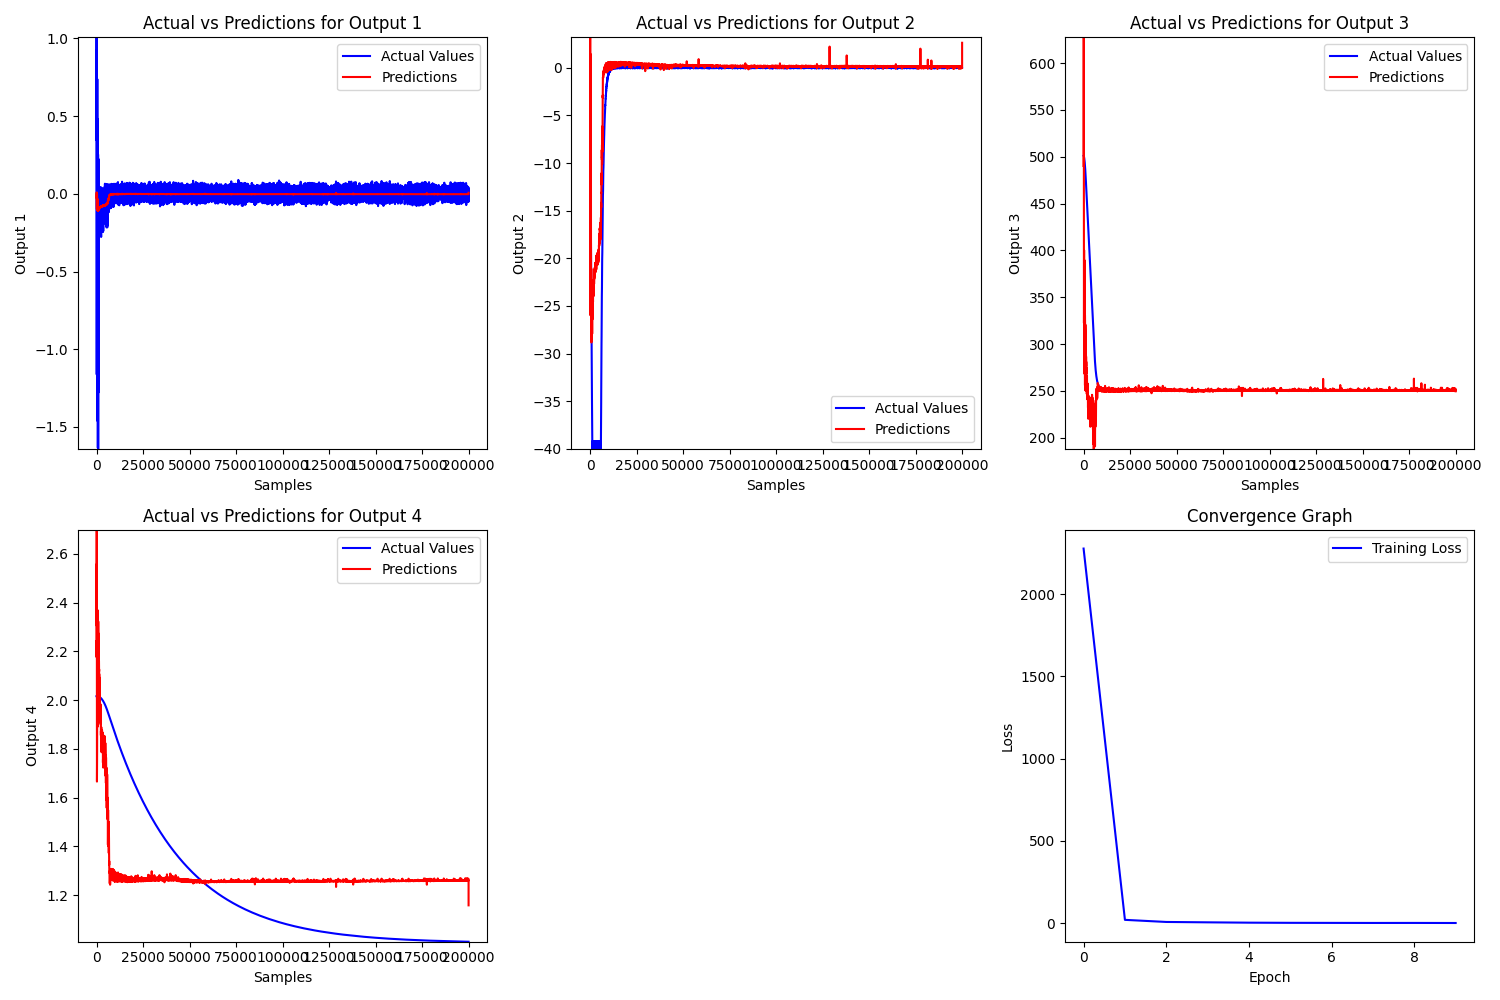 Actual vs Predictions for Output 1
Actual Values
Predictions
1.0
0.5
0.0
−0.5
−1.0
−1.5
Output 1
0 25000 50000 75000 100000 125000 150000 175000 200000
Samples
Actual vs Predictions for Output 2
0
−5
−10
−15
−20
−25
−30
−35
−40
Output 2
Actual Values
Predictions
0 25000 50000 75000 100000 125000 150000 175000 200000
Samples
Actual vs Predictions for Output 3
Actual Values
Predictions
600
550
500
450
400
350
300
250
200
Output 3
0 25000 50000 75000 100000 125000 150000 175000 200000
Samples
Actual vs Predictions for Output 4
Actual Values
Predictions
2.6
2.4
2.2
2.0
1.8
1.6
1.4
1.2
Output 4
0 25000 50000 75000 100000 125000 150000 175000 200000
Samples
Convergence Graph
Training Loss
2000
1500
1000
500
0
Loss
0 2 4 6 8
Epoch